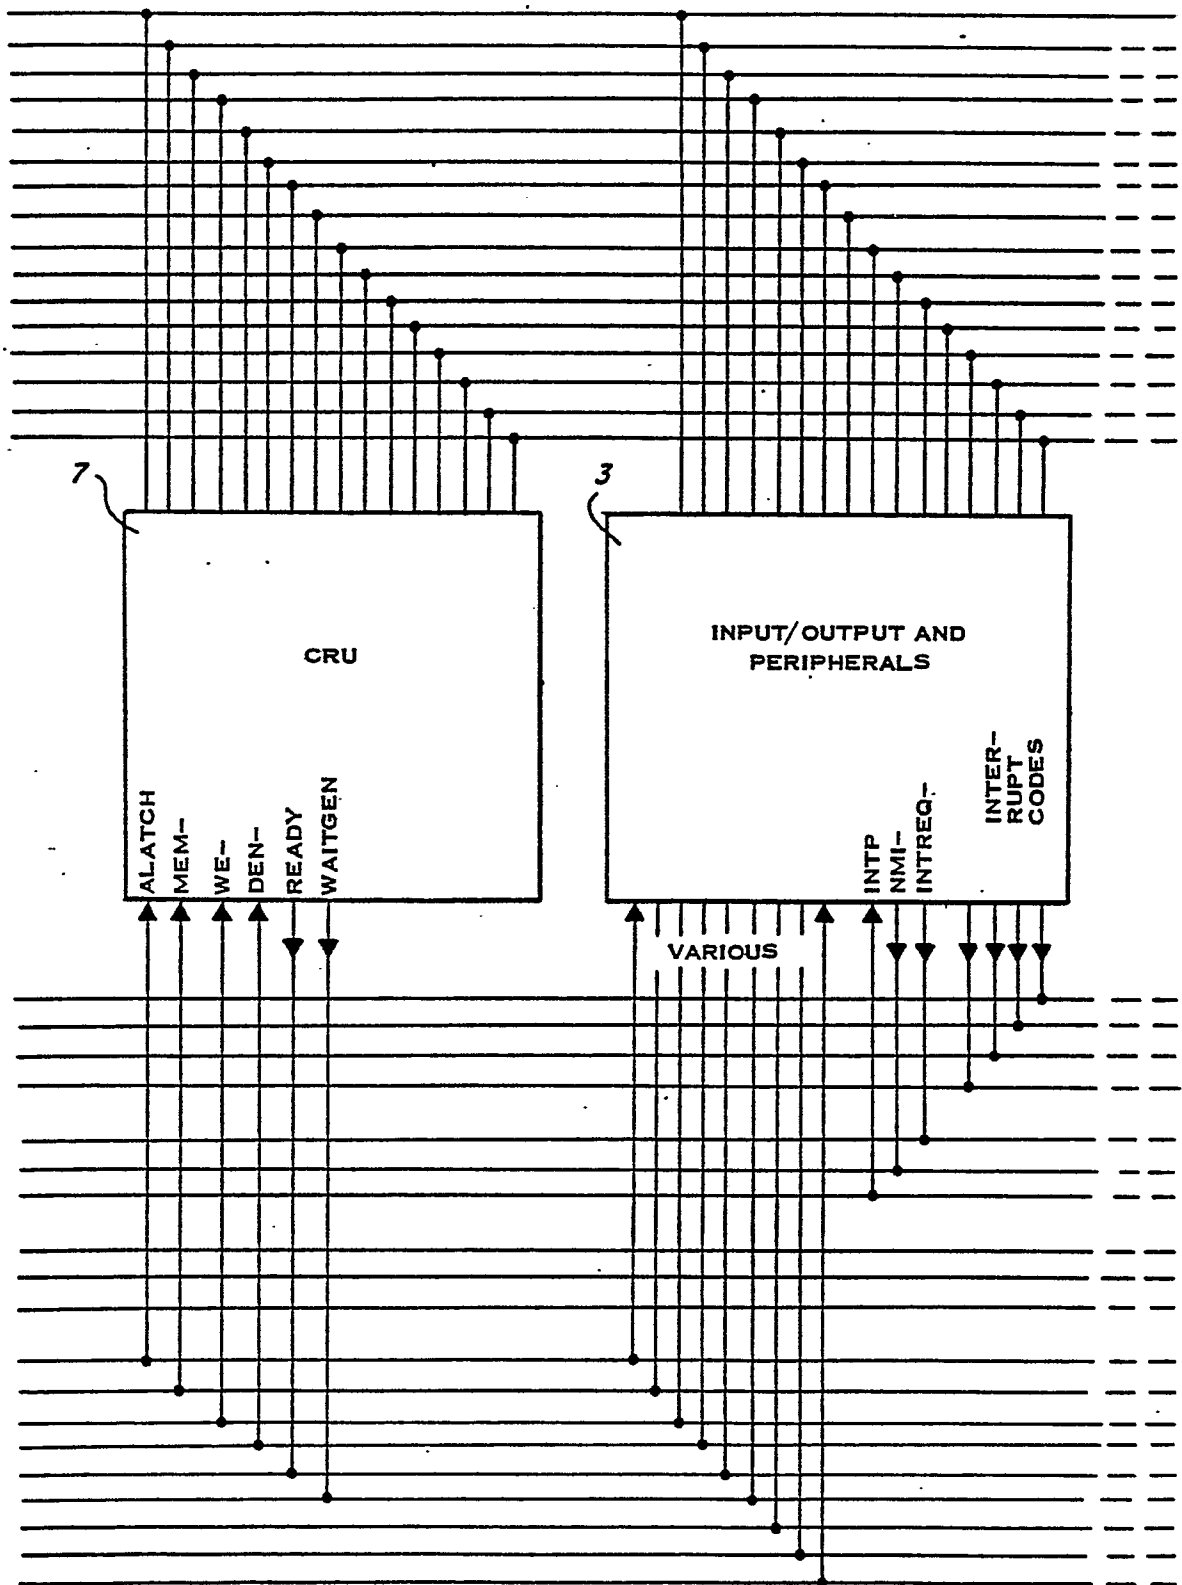 7
3
CRU
INPUT/OUTPUT AND
PERIPHERALS
ALATCH
MEM-
WE-
DEN-
READY
WAITGEN
INTP
NMI-
INTREQ-
INTER-
RUPT
CODES
VARIOUS